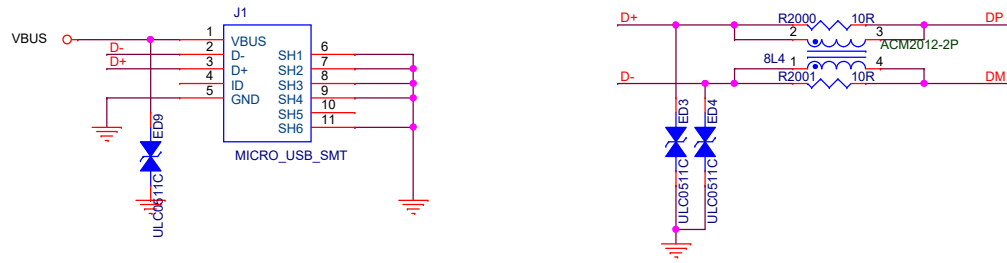 J1
VBUS
1
VBUS
D-
2
D-
SH1
6
D+
3
D+
SH2
7
4
ID
SH3
8
5
GND
SH4
9
SH5
10
SH6
11
MICRO_USB_SMT
ED9
ULC0511C
D+
R2000
10R
DP
2
3
ACM2012-2P
8L4
1
4
D-
R2001
10R
DM
ED3
ULC0511C
ED4
ULC0511C